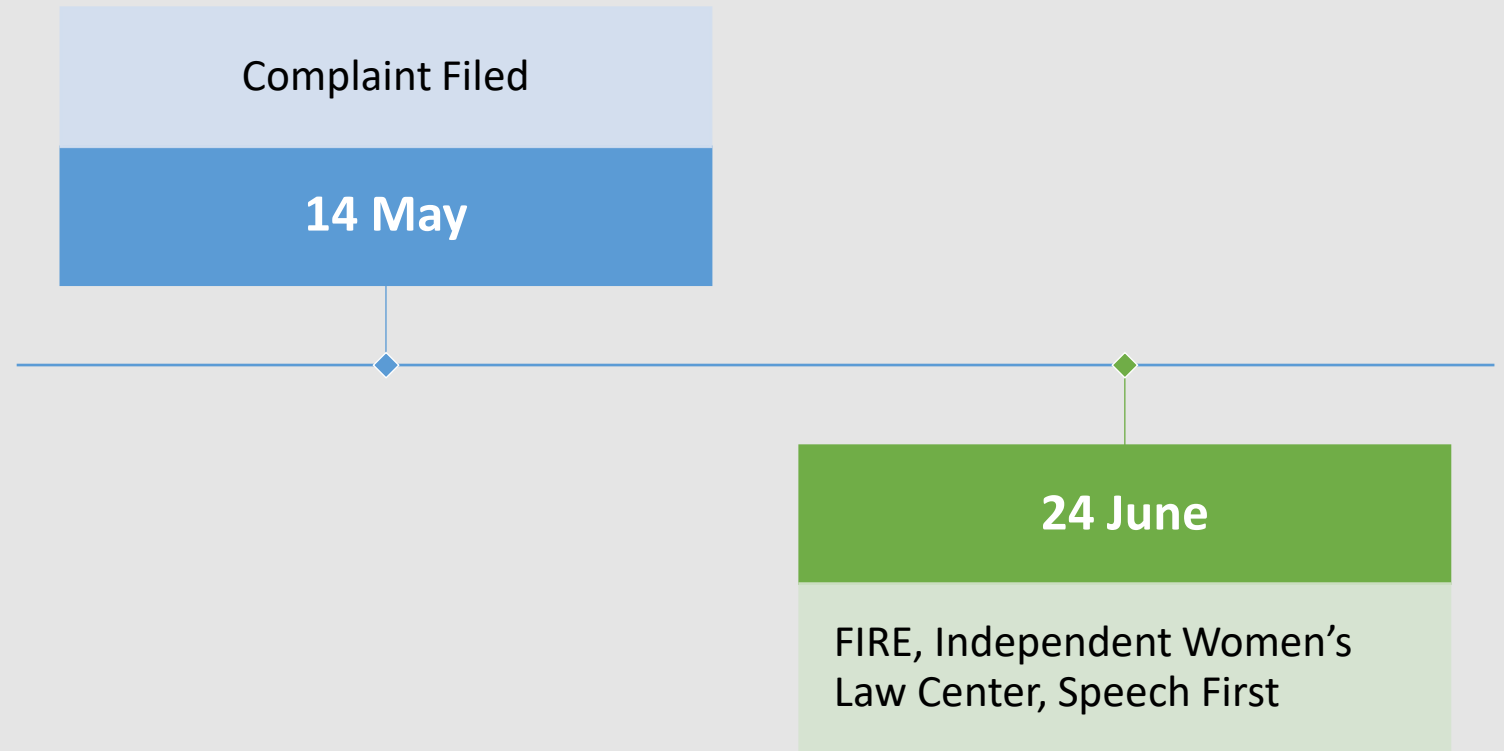 Complaint Filed
14 May
24 June
FIRE, Independent Women’s
Law Center, Speech First